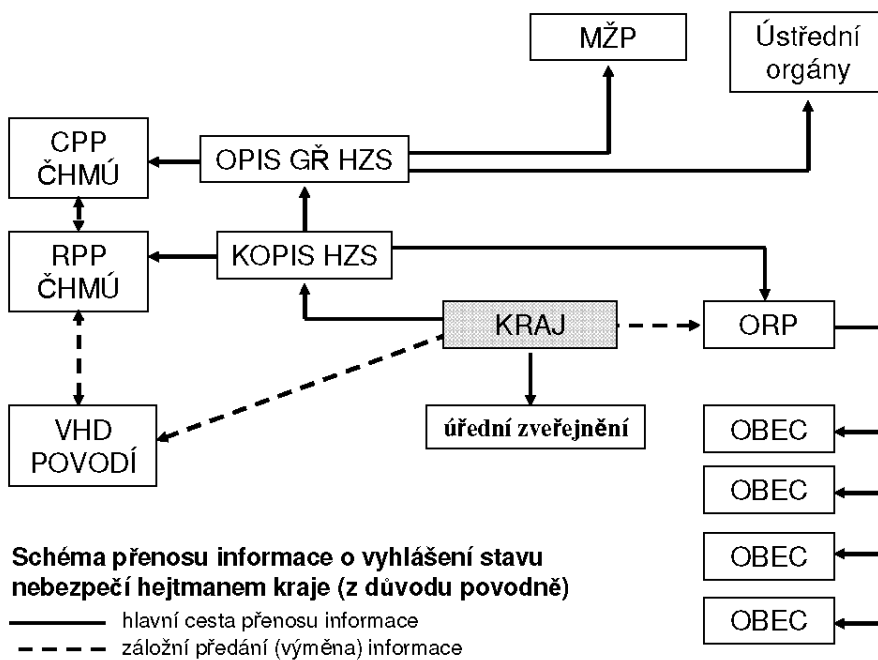 MŽP
Ústřední
orgány
CPP
ČHMÚ
OPIS GŘ HZS
RPP
ČHMÚ
KOPIS HZS
KRAJ
ORP
VHD
POVODÍ
úřední zveřejnění
OBEC
OBEC
OBEC
OBEC
Schéma přenosu informace o vyhlášení stavu
nebezpečí hejtmanem kraje (z důvodu povodně)
hlavní cesta přenosu informace
záložní předání (výměna) informace